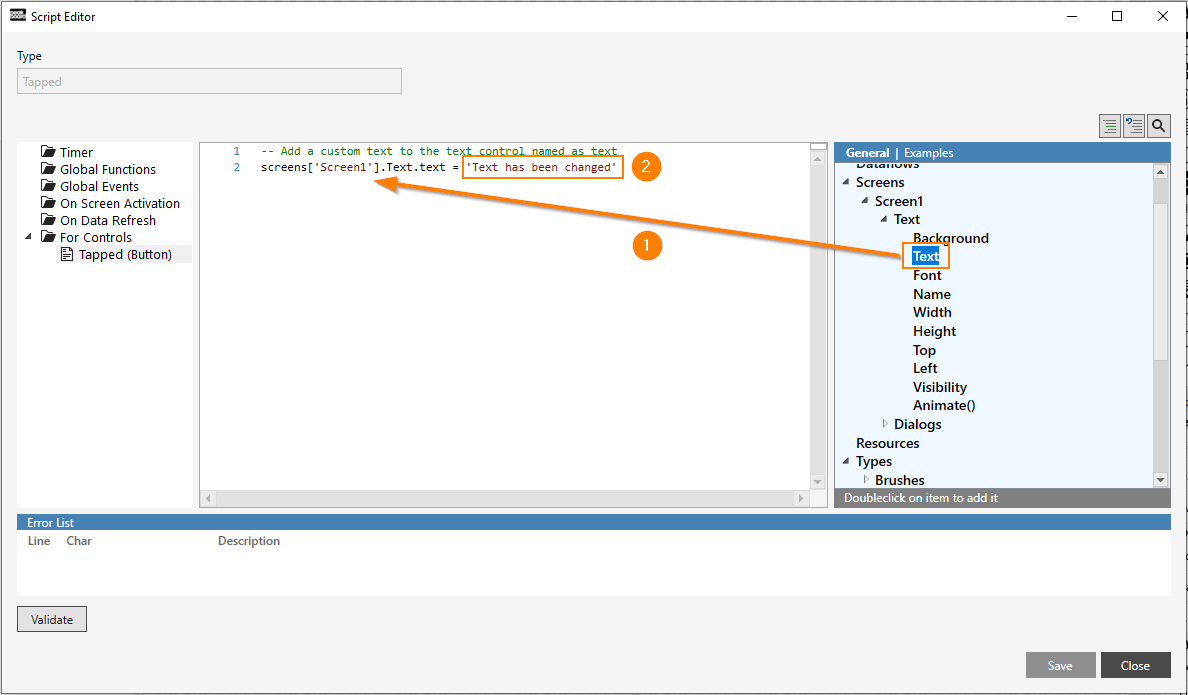 Script Editor
Type
Tapped
Timer
Global Functions
Global Events
On Screen Activation
On Data Refresh
For Controls
Tapped (Button)
1 -- Add a custom text to the text control named as text
2 screens['Screen1'].Text.text = 'Text has been changed'
2
1
General | Examples
Dataflows
Screens
Screen1
Text
Background
Text
Font
Name
Width
Height
Top
Left
Visibility
Animate()
Dialogs
Resources
Types
Brushes
Doubleclick on item to add it
Error List
Line Char Description
Validate
Save Close